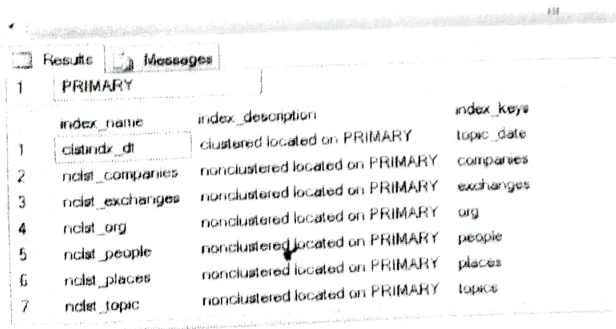 Results Messages
1 PRIMARY
index_name index_description index_keys
1 clstindx_dt clustered located on PRIMARY topic_date
2 nclst_companies nonclustered located on PRIMARY companies
3 nclst_exchanges nonclustered located on PRIMARY exchanges
4 nclst_org nonclustered located on PRIMARY org
5 nclst_people nonclustered located on PRIMARY people
6 nclst_places nonclustered located on PRIMARY places
7 nclst_topic nonclustered located on PRIMARY topics